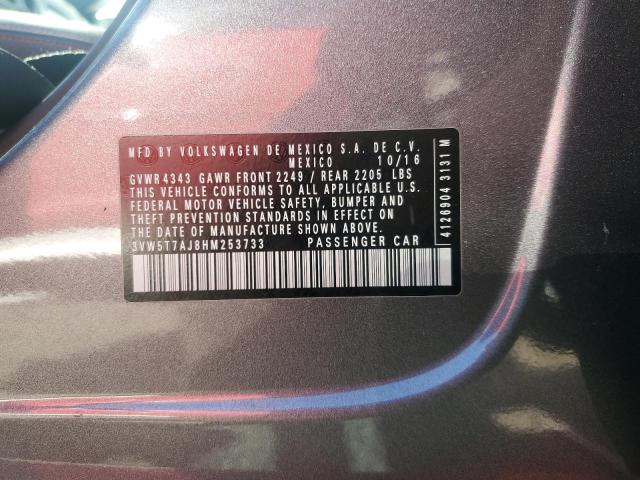 MFD BY VOLKSWAGEN DE MEXICO S.A. DE C.V.
MEXICO 10/16
GVWR 4343 GAWR FRONT 2249 / REAR 2205 LBS
THIS VEHICLE CONFORMS TO ALL APPLICABLE U.S.
FEDERAL MOTOR VEHICLE SAFETY, BUMPER AND
THEFT PREVENTION STANDARDS IN EFFECT ON
THE DATE OF MANUFACTURE SHOWN ABOVE.
3VW5T7AJ8HM253733 PASSENGER CAR
4126904 3131 M